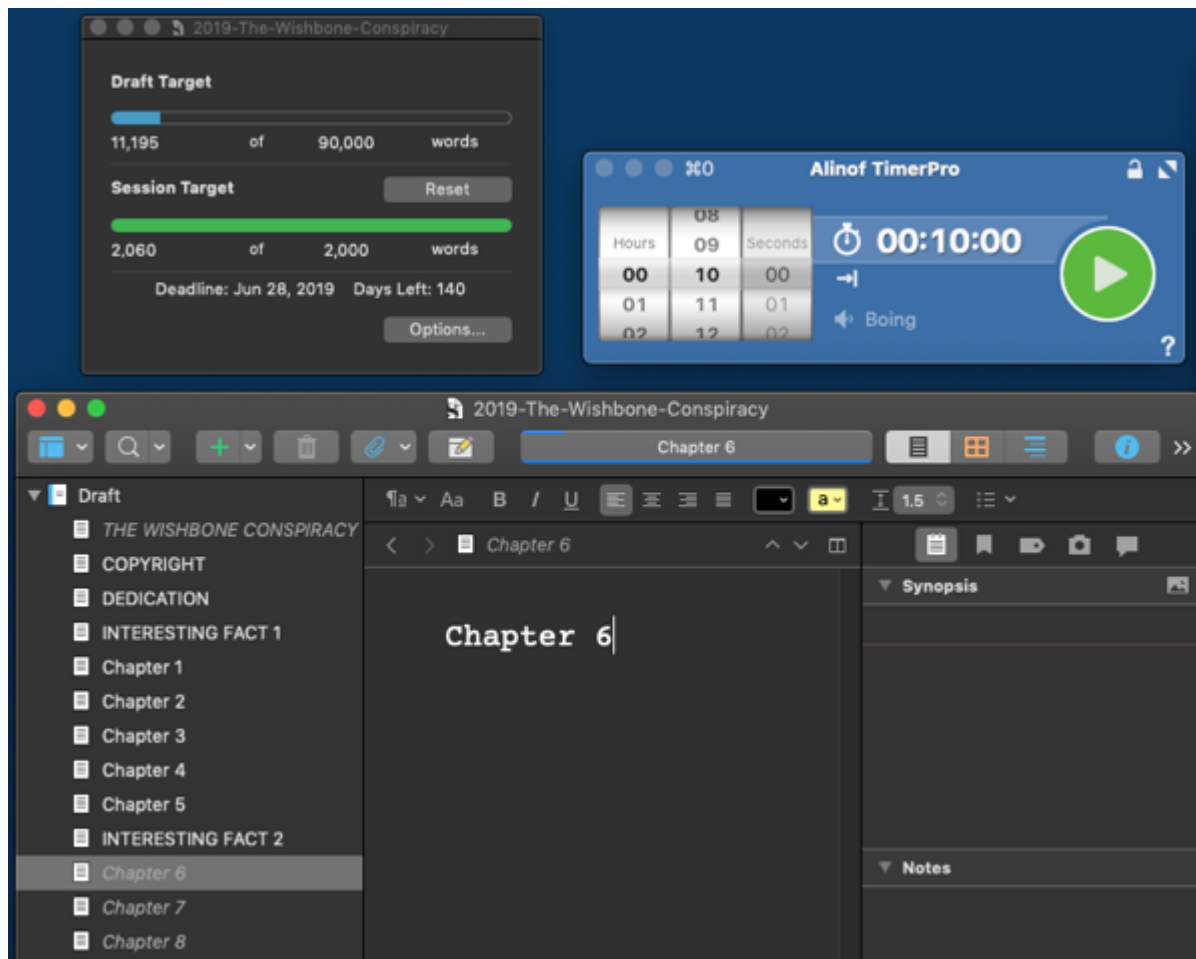 2019-The-Wishbone-Conspiracy
Draft Target
11,195 of 90,000 words
Session Target Reset
2,060 of 2,000 words
Deadline: Jun 28, 2019 Days Left: 140
Options...
⌘0 Alinof TimerPro
08
Hours 09 Seconds
00 10 00
01 11 01
02 12 02
00:10:00
Boing
?
2019-The-Wishbone-Conspiracy
Chapter 6
Draft
THE WISHBONE CONSPIRACY
COPYRIGHT
DEDICATION
INTERESTING FACT 1
Chapter 1
Chapter 2
Chapter 3
Chapter 4
Chapter 5
INTERESTING FACT 2
Chapter 6
Chapter 7
Chapter 8
¶a Aa B I U a 1.5
Chapter 6
Chapter 6
Synopsis
Notes